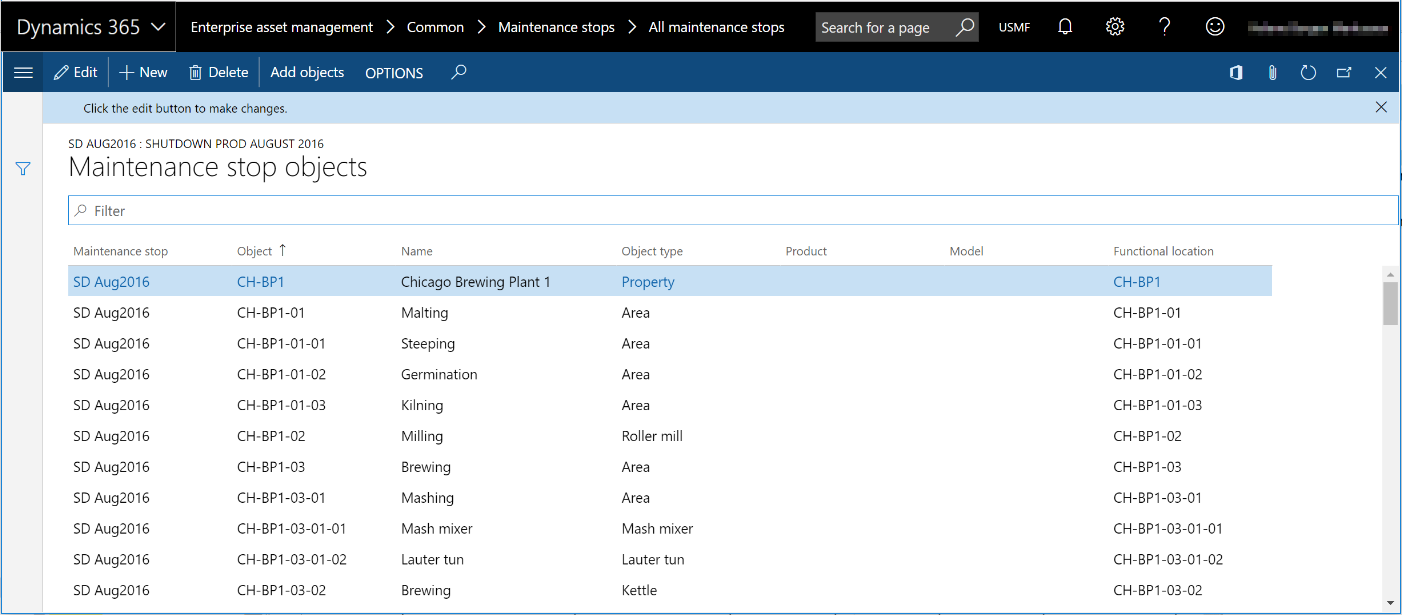 Dynamics 365 Enterprise asset management Common Maintenance stops All maintenance stops Search for a page USMF ?
Edit New Delete Add objects OPTIONS
Click the edit button to make changes.
SD AUG2016 : SHUTDOWN PROD AUGUST 2016
Maintenance stop objects
Filter
Maintenance stop Object ↑ Name Object type Product Model Functional location
SD Aug2016 CH-BP1 Chicago Brewing Plant 1 Property CH-BP1
SD Aug2016 CH-BP1-01 Malting Area CH-BP1-01
SD Aug2016 CH-BP1-01-01 Steeping Area CH-BP1-01-01
SD Aug2016 CH-BP1-01-02 Germination Area CH-BP1-01-02
SD Aug2016 CH-BP1-01-03 Kilning Area CH-BP1-01-03
SD Aug2016 CH-BP1-02 Milling Roller mill CH-BP1-02
SD Aug2016 CH-BP1-03 Brewing Area CH-BP1-03
SD Aug2016 CH-BP1-03-01 Mashing Area CH-BP1-03-01
SD Aug2016 CH-BP1-03-01-01 Mash mixer Mash mixer CH-BP1-03-01-01
SD Aug2016 CH-BP1-03-01-02 Lauter tun Lauter tun CH-BP1-03-01-02
SD Aug2016 CH-BP1-03-02 Brewing Kettle CH-BP1-03-02